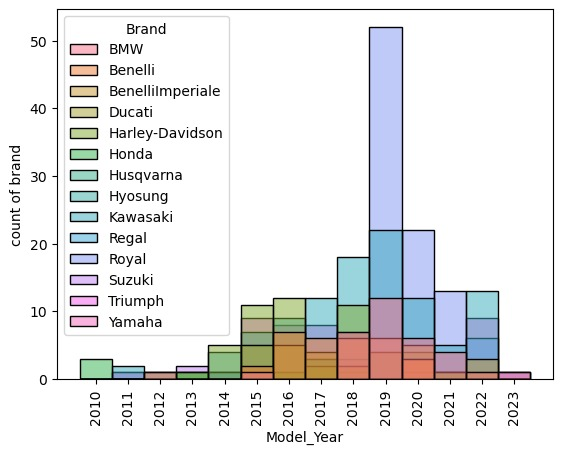 50
40
30
20
10
0
count of brand
Brand
BMW
Benelli
BenelliImperiale
Ducati
Harley-Davidson
Honda
Husqvarna
Hyosung
Kawasaki
Regal
Royal
Suzuki
Triumph
Yamaha
2010
2011
2012
2013
2014
2015
2016
2017
2018
2019
2020
2021
2022
2023
Model_Year